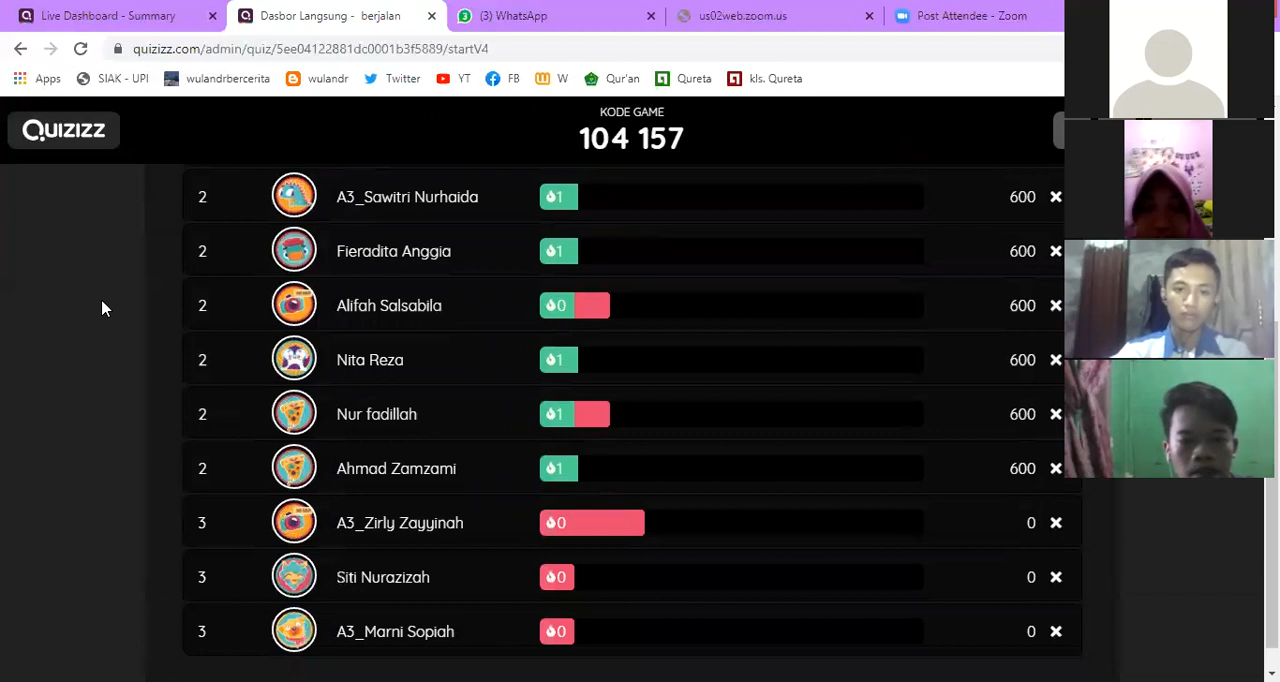 Live Dashboard - Summary
Dasbor Langsung - berjalan
(3) WhatsApp
us02web.zoom.us
Post Attendee - Zoom
quizizz.com/admin/quiz/5ee04122881dc0001b3f5889/startV4
Apps SIAK - UPI wulandrbercerita wulandr Twitter YT FB W Qur'an Qureta kls. Qureta
Quizizz
KODE GAME
104 157
2 A3_Sawitri Nurhaida 1 600
2 Fieradita Anggia 1 600
2 Alifah Salsabila 0 600
2 Nita Reza 1 600
2 Nur fadillah 1 600
2 Ahmad Zamzami 1 600
3 A3_Zirly Zayyinah 0 0
3 Siti Nurazizah 0 0
3 A3_Marni Sopiah 0 0